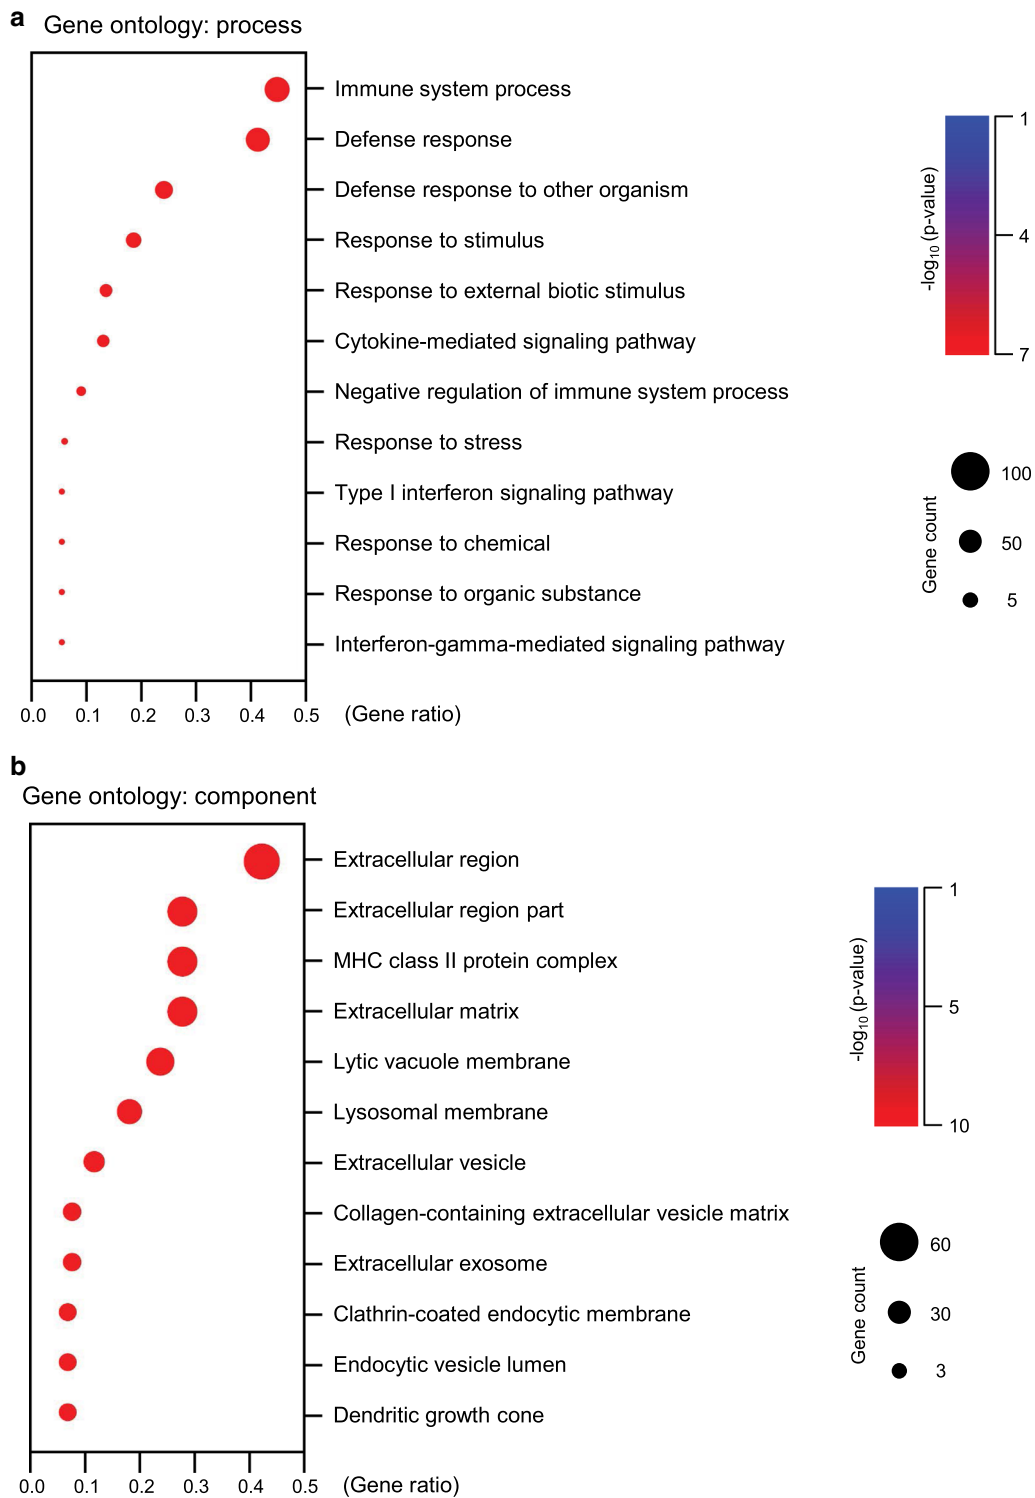 a
Gene ontology: process
Immune system process
Defense response
Defense response to other organism
Response to stimulus
Response to external biotic stimulus
Cytokine-mediated signaling pathway
Negative regulation of immune system process
Response to stress
Type I interferon signaling pathway
Response to chemical
Response to organic substance
Interferon-gamma-mediated signaling pathway
0.0 0.1 0.2 0.3 0.4 0.5 (Gene ratio)
-log10 (p-value)
1
4
7
Gene count
100
50
5
b
Gene ontology: component
Extracellular region
Extracellular region part
MHC class II protein complex
Extracellular matrix
Lytic vacuole membrane
Lysosomal membrane
Extracellular vesicle
Collagen-containing extracellular vesicle matrix
Extracellular exosome
Clathrin-coated endocytic membrane
Endocytic vesicle lumen
Dendritic growth cone
0.0 0.1 0.2 0.3 0.4 0.5 (Gene ratio)
-log10 (p-value)
1
5
10
Gene count
60
30
3